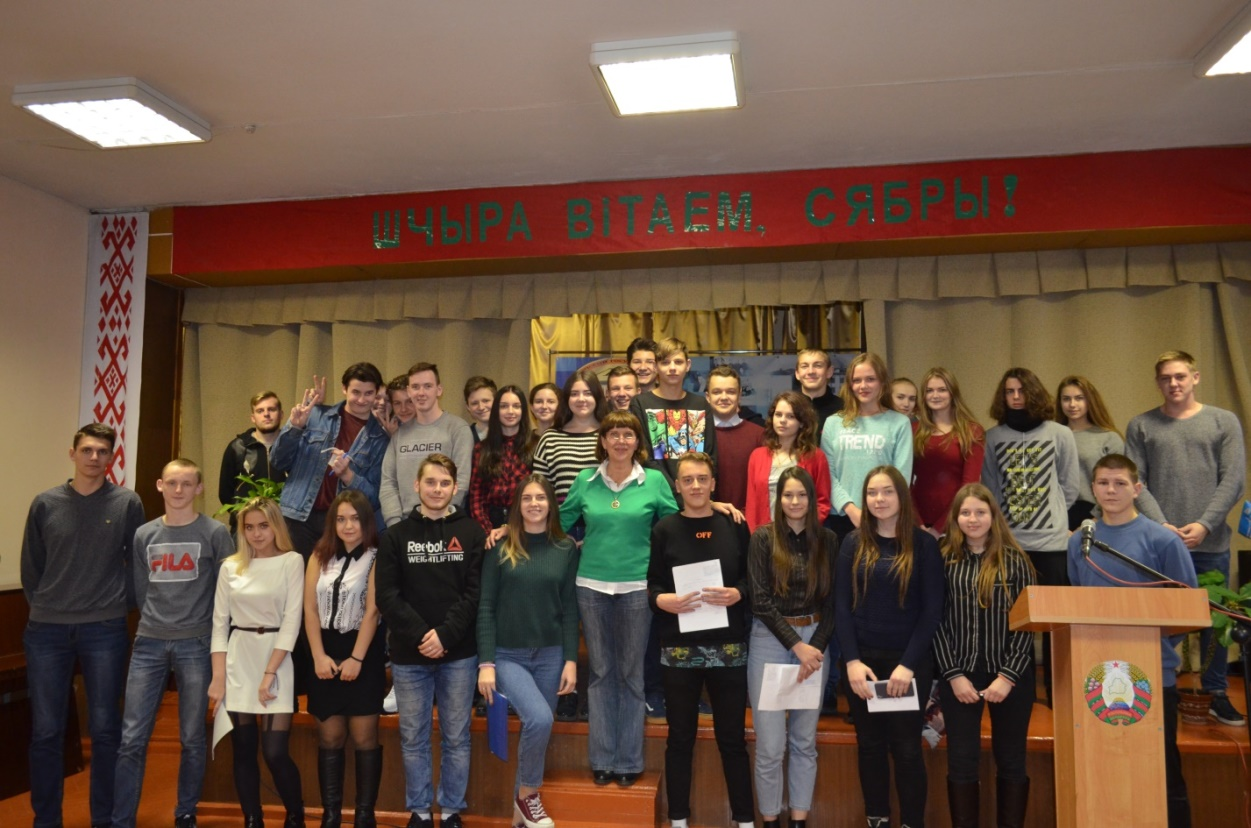 ШЧЫРА ВІТАЕМ, СЯБРЫ!
GLACIER
TREND
FILA
Reebok
WEIGHTLIFTING
OFF